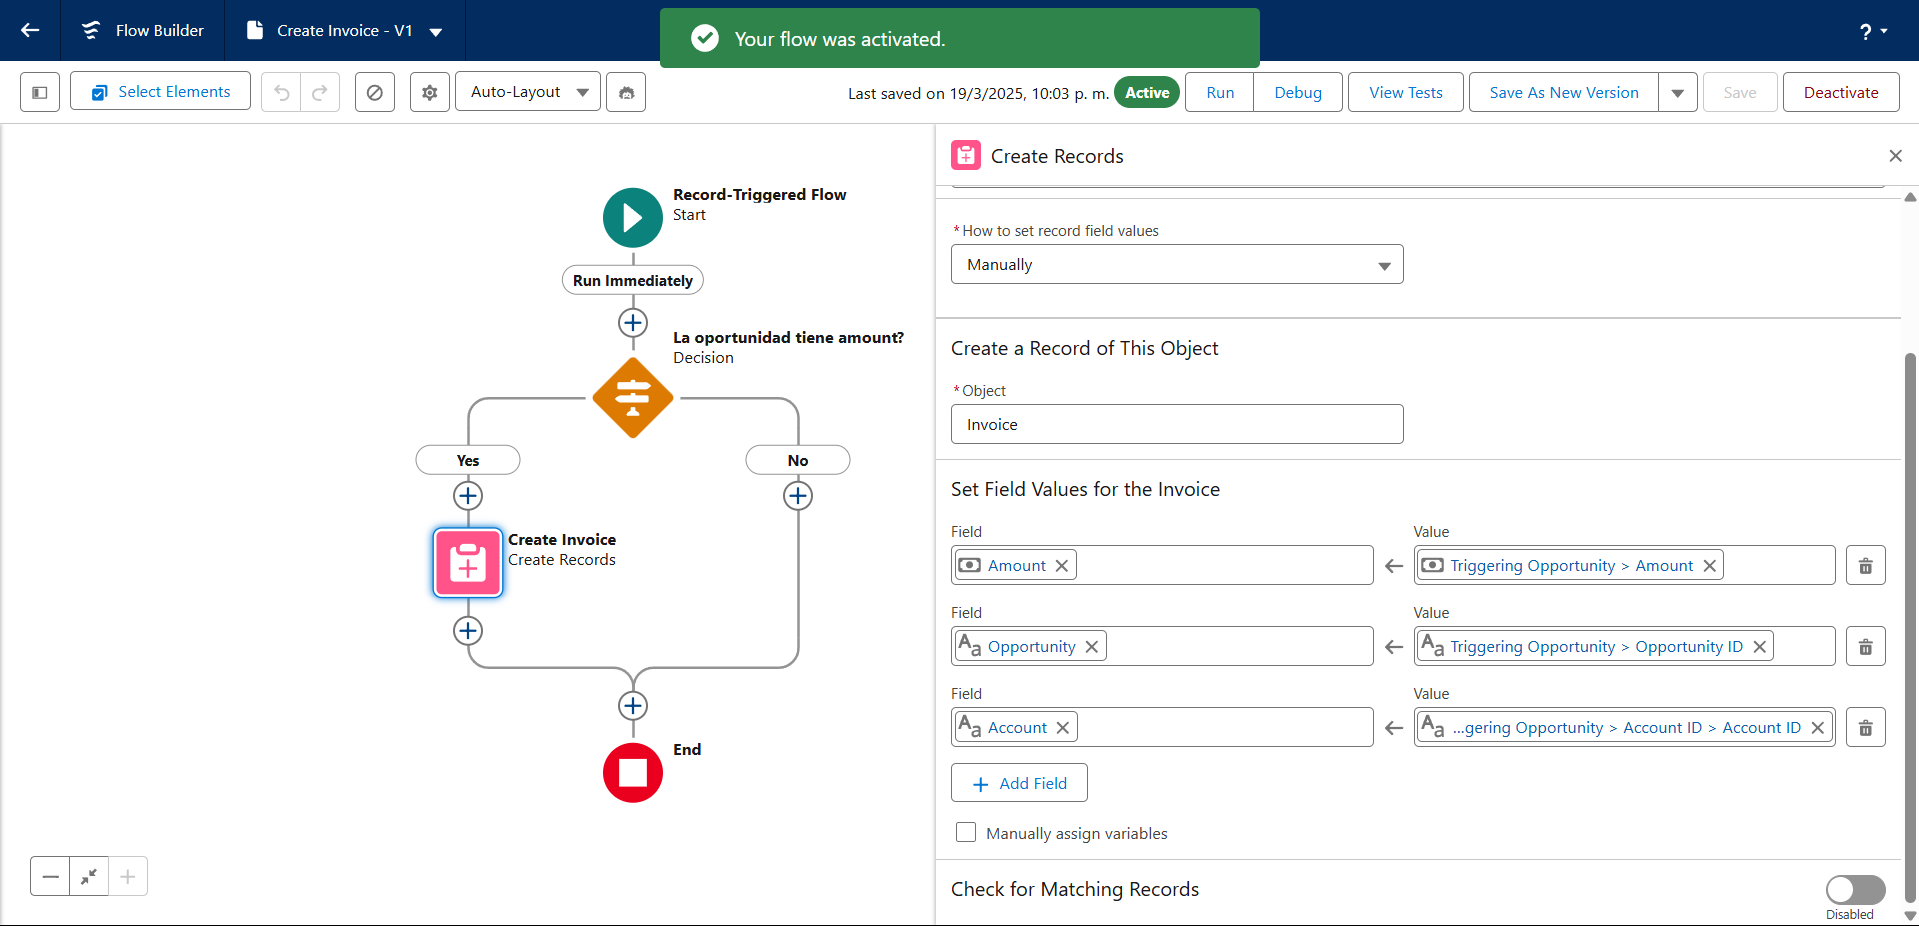 Flow Builder
Create Invoice - V1
Your flow was activated.
?
Select Elements
Auto-Layout
Last saved on 19/3/2025, 10:03 p. m.
Active
Run
Debug
View Tests
Save As New Version
Save
Deactivate
Record-Triggered Flow
Start
Run Immediately
La oportunidad tiene amount?
Decision
Yes
No
Create Invoice
Create Records
End
Create Records
* How to set record field values
Manually
Create a Record of This Object
* Object
Invoice
Set Field Values for the Invoice
Field
Value
Amount
Triggering Opportunity > Amount
Field
Value
Aa Opportunity
Aa Triggering Opportunity > Opportunity ID
Field
Value
Aa Account
Aa ...gering Opportunity > Account ID > Account ID
+ Add Field
Manually assign variables
Check for Matching Records
Disabled